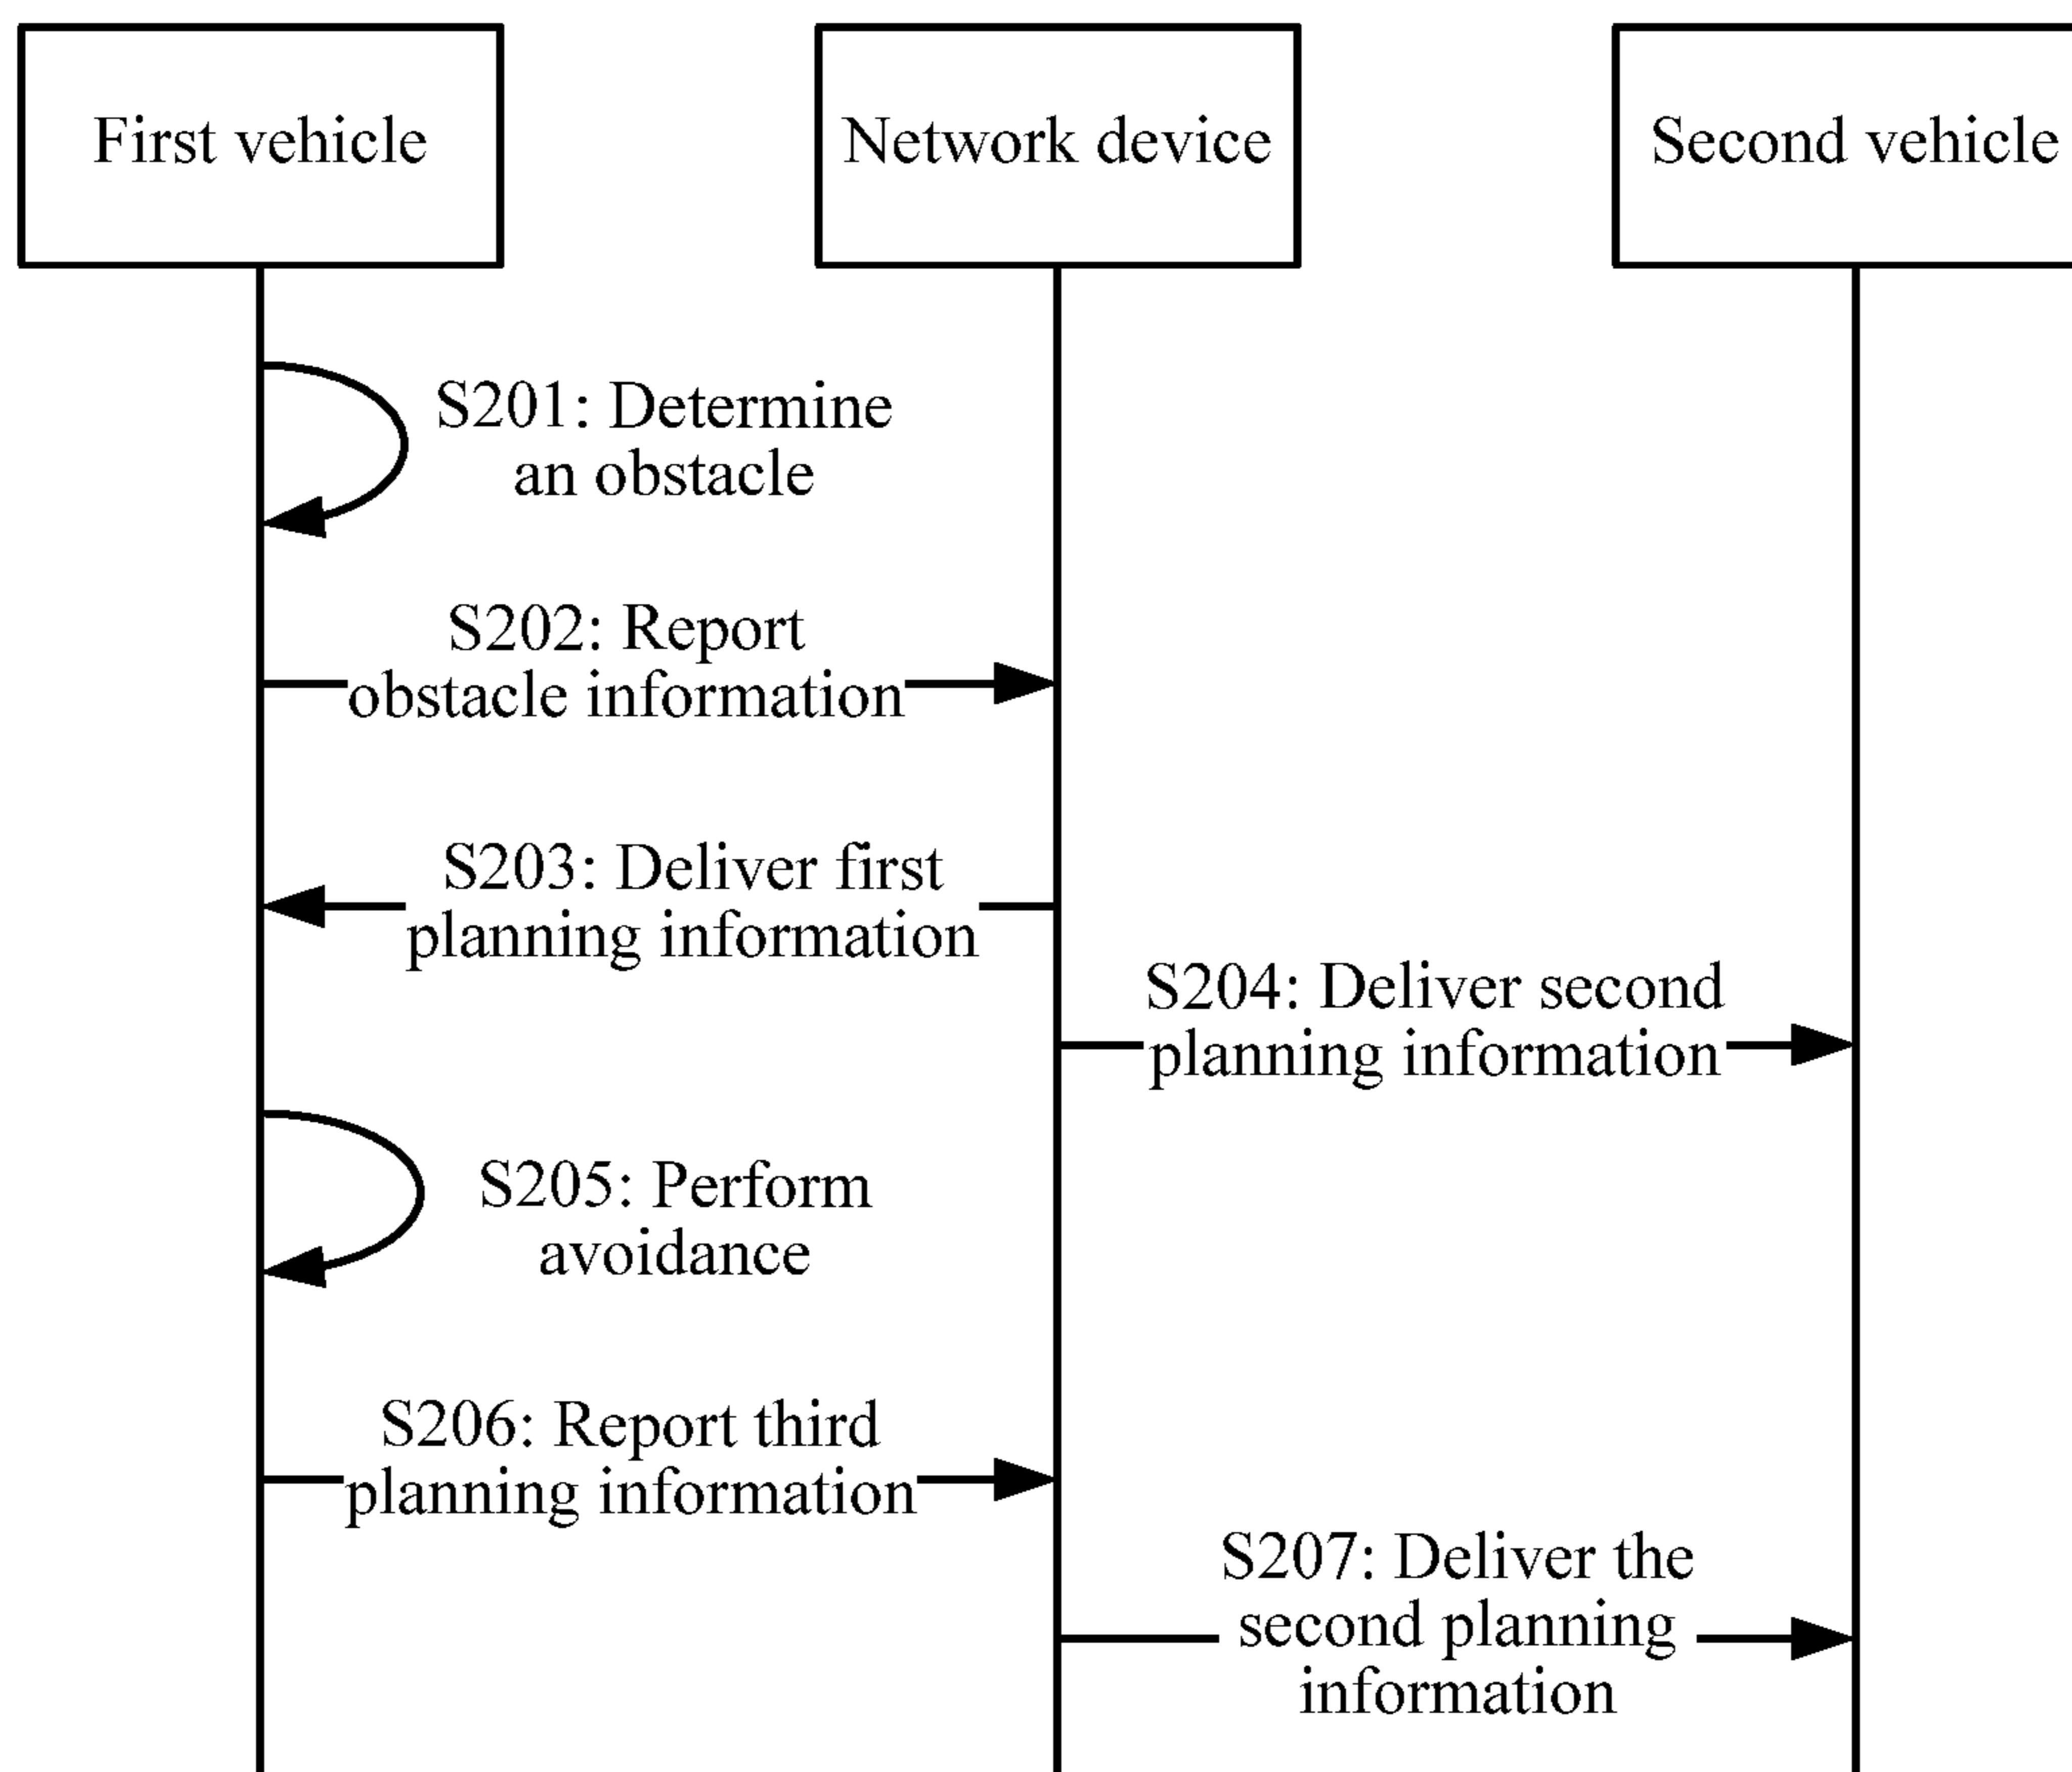 First vehicle
Network device
Second vehicle
S201: Determine
an obstacle
S202: Report
obstacle information
S203: Deliver first
planning information
S204: Deliver second
planning information
S205: Perform
avoidance
S206: Report third
planning information
S207: Deliver the
second planning
information